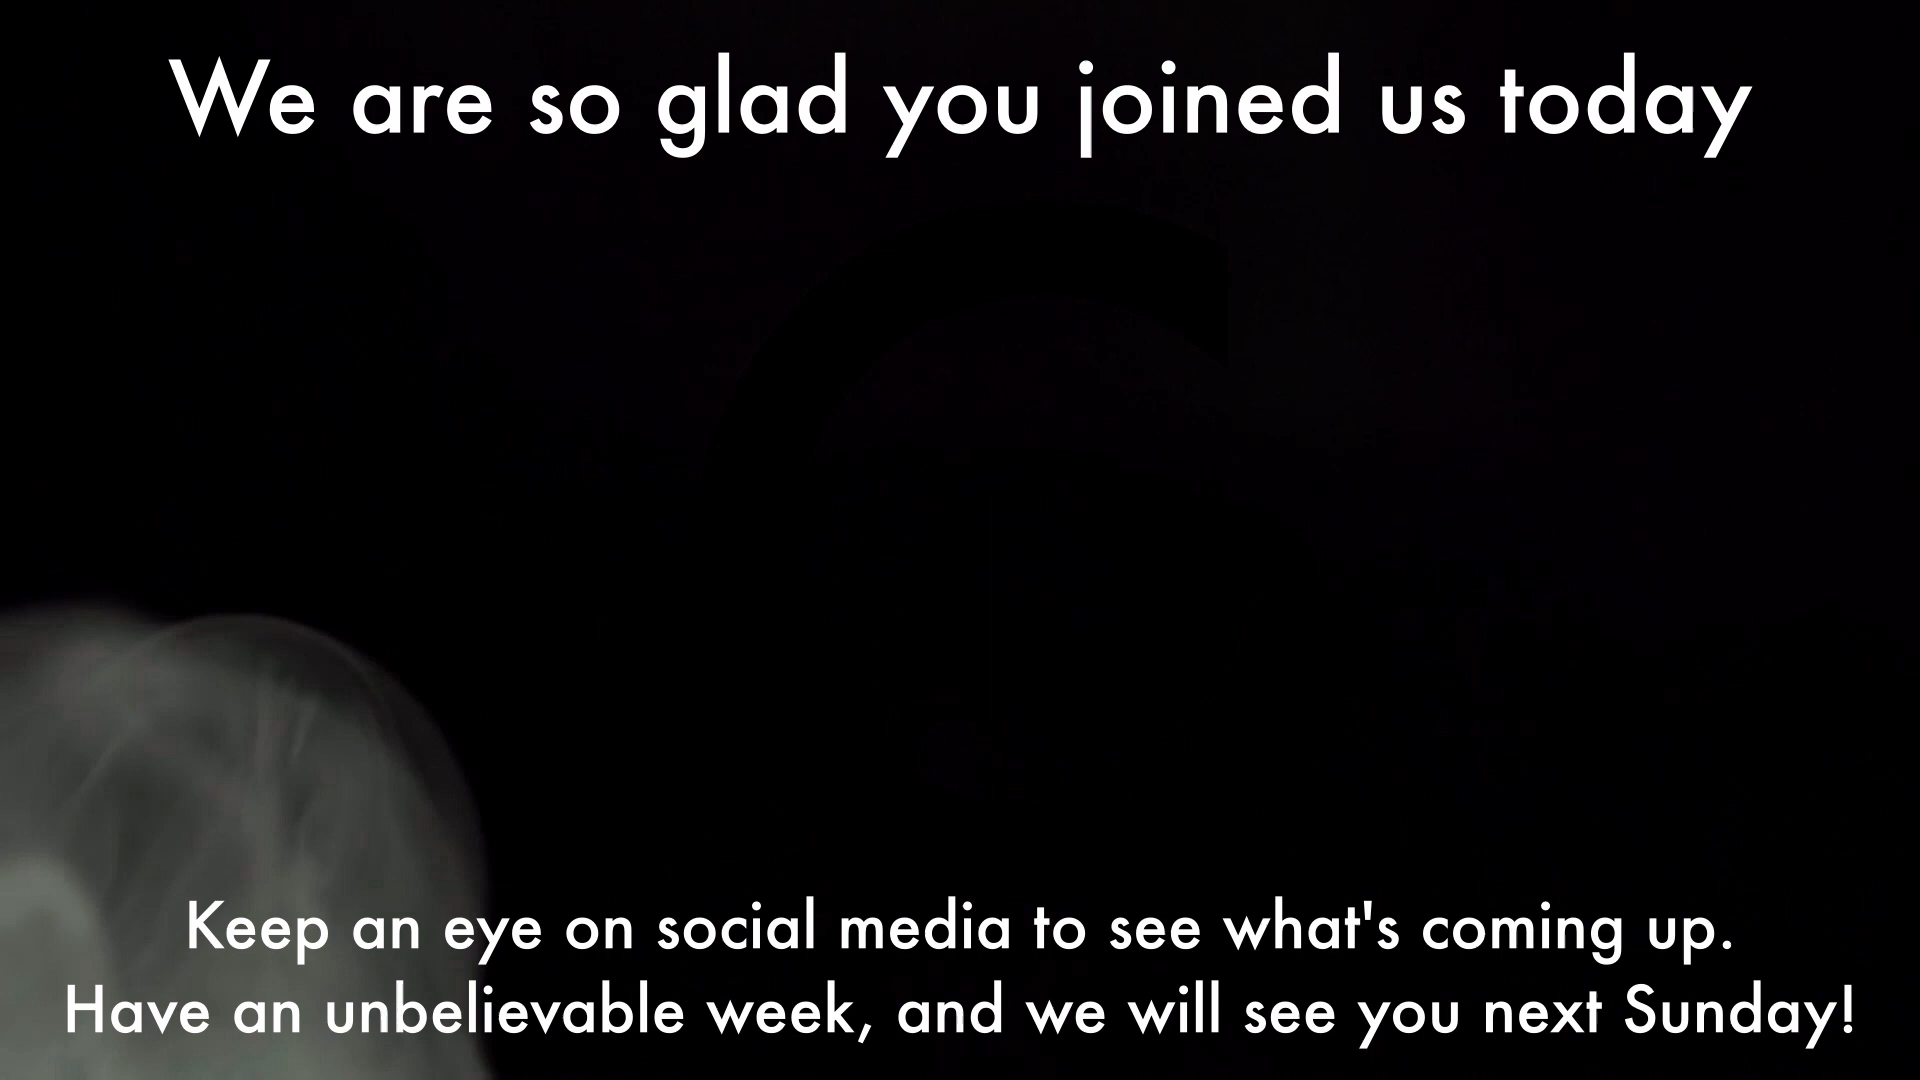 We are so glad you joined us today
Keep an eye on social media to see what's coming up.
Have an unbelievable week, and we will see you next Sunday!